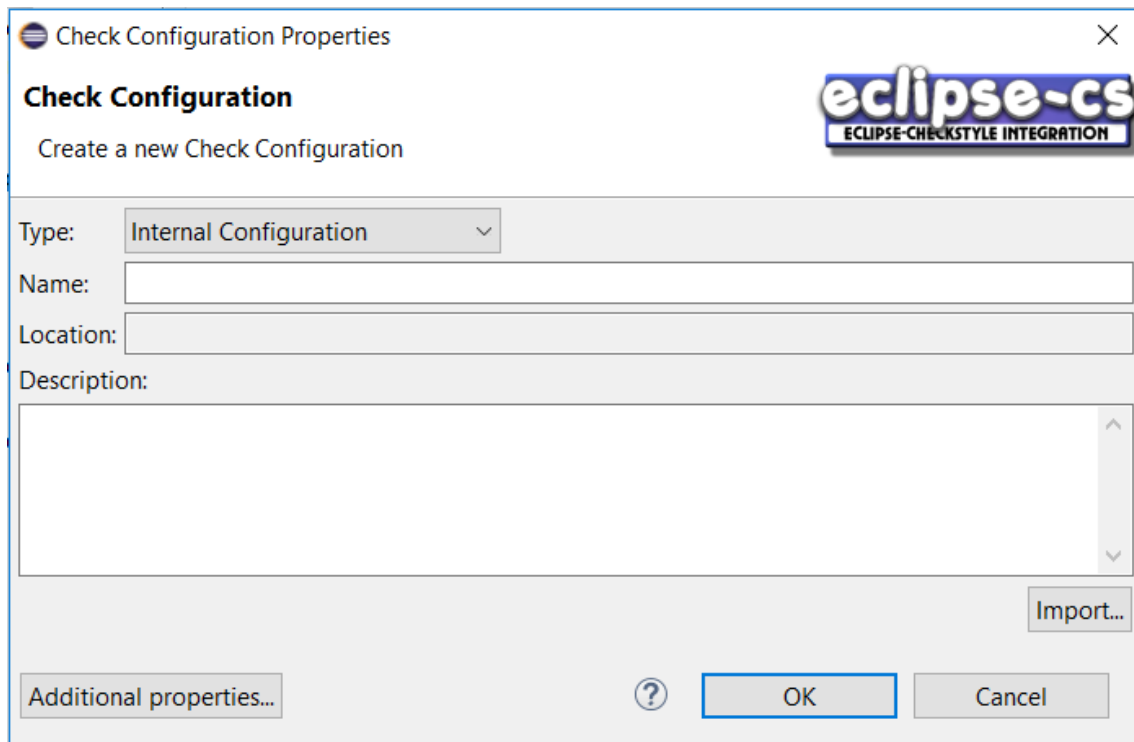 Check Configuration Properties
Check Configuration
Create a new Check Configuration
eclipse-cs
ECLIPSE-CHECKSTYLE INTEGRATION
Type: Internal Configuration
Name:
Location:
Description:
Import...
Additional properties... ? OK Cancel